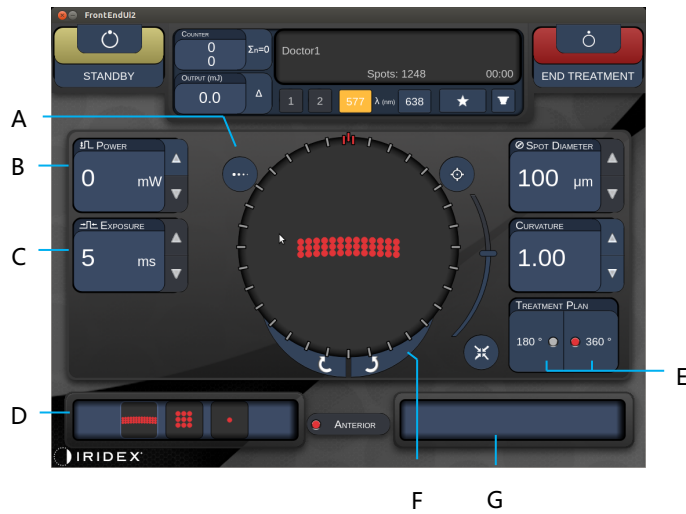 FrontEndUI2
STANDBY
COUNTER
0
0
Σn=0
OUTPUT (mJ)
0.0
Δ
Doctor1
Spots: 1248 00:00
1 2 577 λ (nm) 638
END TREATMENT
A
B
POWER
0 mW
C
EXPOSURE
5 ms
SPOT DIAMETER
100 µm
CURVATURE
1.00
TREATMENT PLAN
180 ° 360 °
E
D
ANTERIOR
IRIDEX
F G